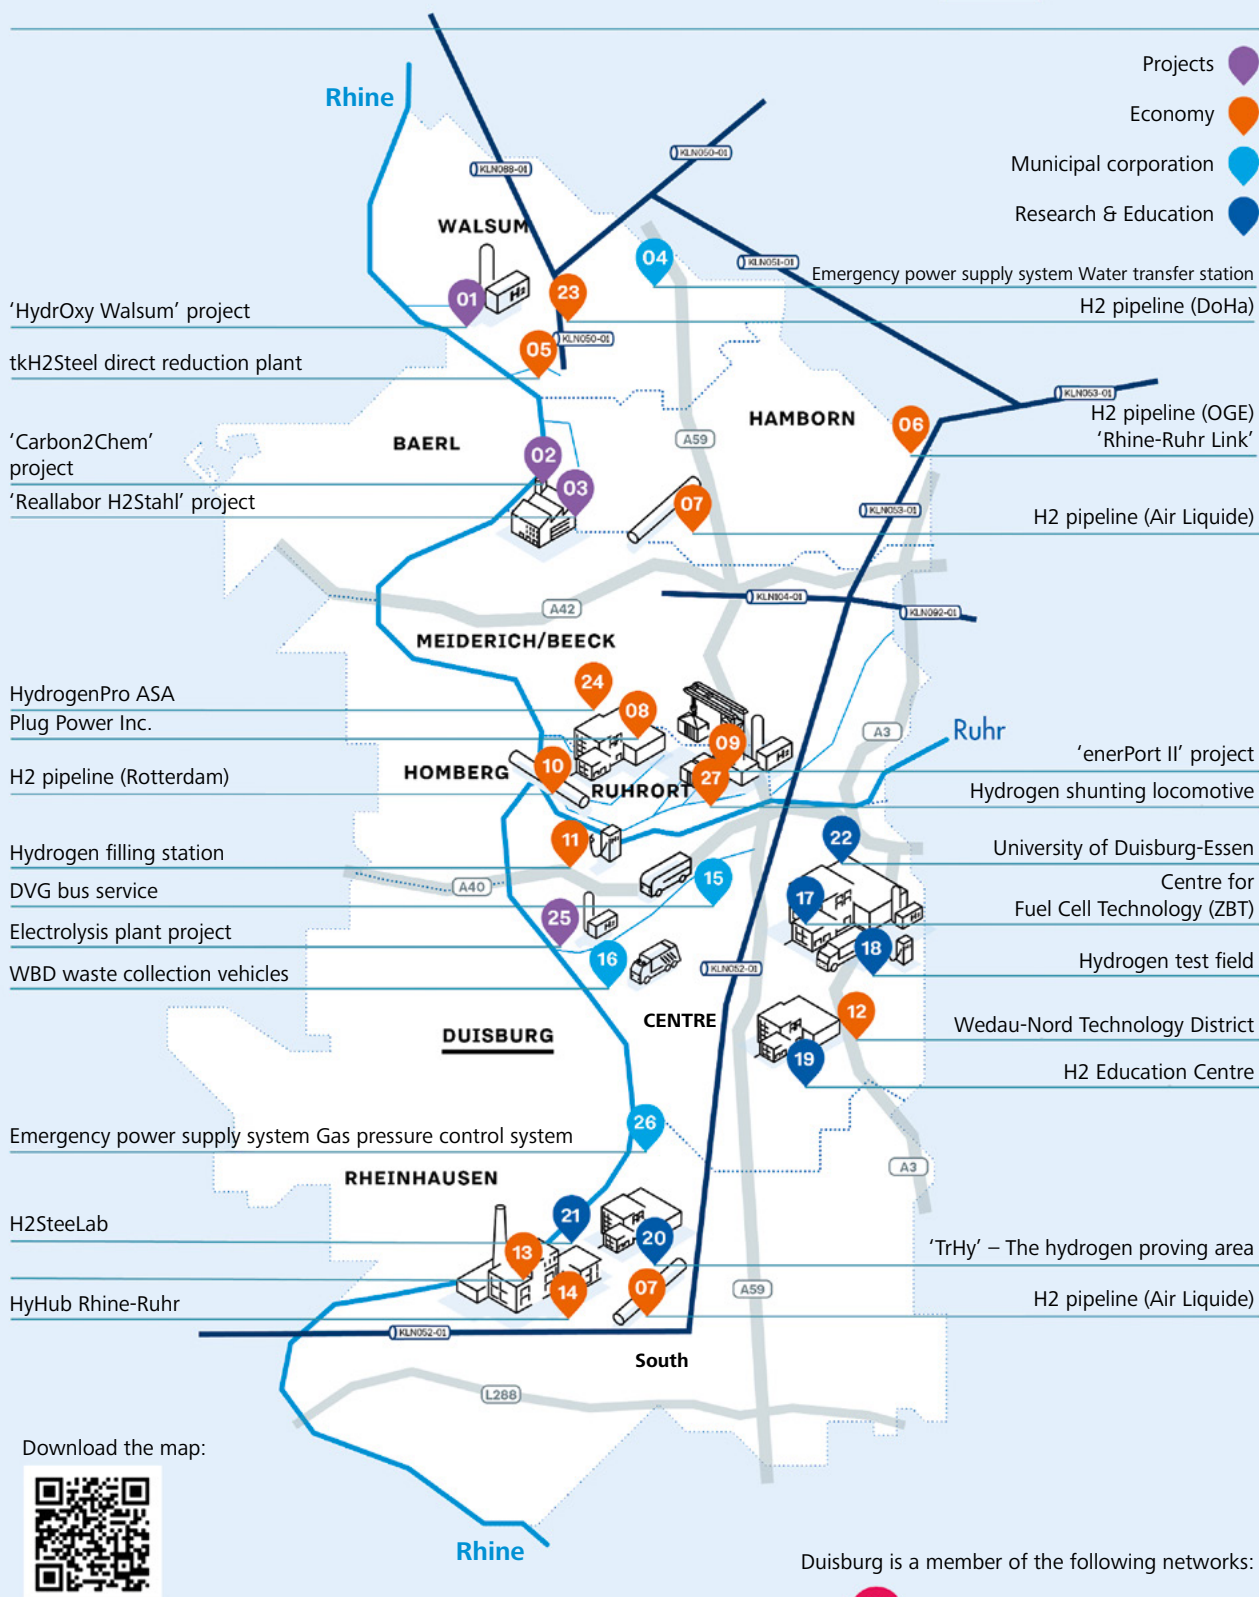 Projects
Economy
Municipal corporation
Research & Education
Rhine
KLN088-01
KLN050-01
WALSUM
04
KLN051-01
Emergency power supply system Water transfer station
01
H2
23
'HydrOxy Walsum' project
H2 pipeline (DoHa)
05
KLN050-01
tkH2Steel direct reduction plant
KLN053-01
HAMBORN
06
H2 pipeline (OGE)
'Rhine-Ruhr Link'
'Carbon2Chem'
project
BAERL
A59
02
03
'Reallabor H2Stahl' project
07
KLN053-01
H2 pipeline (Air Liquide)
A42
KLN104-01
KLN092-01
MEIDERICH/BEECK
24
HydrogenPro ASA
08
Plug Power Inc.
A3
Ruhr
09
H2
'enerPort II' project
10
HOMBERG
H2 pipeline (Rotterdam)
27
RUHRORT
Hydrogen shunting locomotive
11
22
Hydrogen filling station
University of Duisburg-Essen
A40
15
DVG bus service
Centre for
Fuel Cell Technology (ZBT)
17
25
H2
H2
Electrolysis plant project
18
16
WBD waste collection vehicles
KLN052-01
Hydrogen test field
CENTRE
12
Wedau-Nord Technology District
DUISBURG
19
H2 Education Centre
26
Emergency power supply system Gas pressure control system
A3
RHEINHAUSEN
21
H2SteeLab
20
13
'TrHy' – The hydrogen proving area
14
07
A59
HyHub Rhine-Ruhr
H2 pipeline (Air Liquide)
KLN052-01
South
L288
Download the map:
Rhine
Duisburg is a member of the following networks: